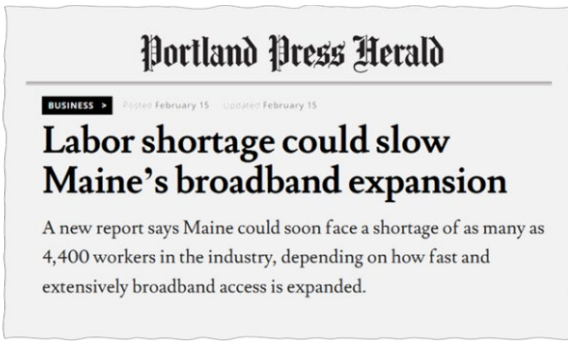 Portland Press Herald
BUSINESS > Posted February 15 Updated February 15
Labor shortage could slow
Maine’s broadband expansion
A new report says Maine could soon face a shortage of as many as
4,400 workers in the industry, depending on how fast and
extensively broadband access is expanded.